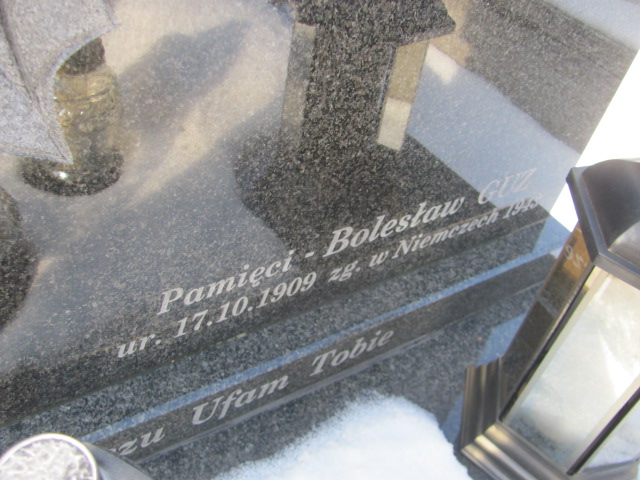 Pamięci - Bolesław GUZ
ur. 17.10.1909 zg. w Niemczech
Ufam Tobie